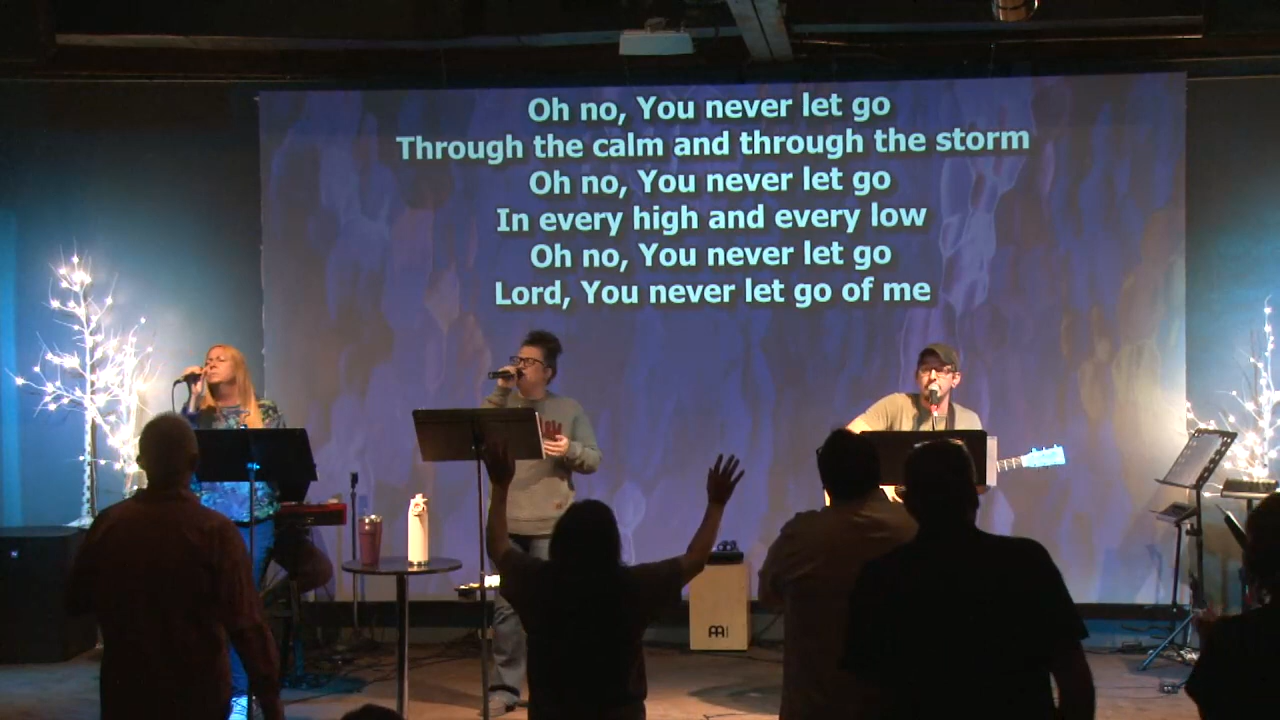 Oh no, You never let go
Through the calm and through the storm
Oh no, You never let go
In every high and every low
Oh no, You never let go
Lord, You never let go of me